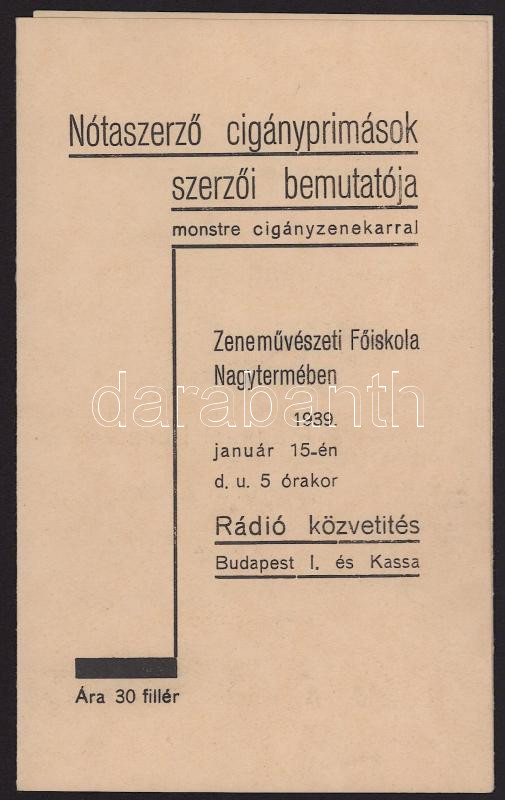 Nótaszerző cigányprimások
szerzői bemutatója
monstre cigányzenekarral
Zeneművészeti Főiskola
Nagytermében
darabanth
1939.
január 15-én
d. u. 5 órakor
Rádió közvetités
Budapest I. és Kassa
Ára 30 fillér